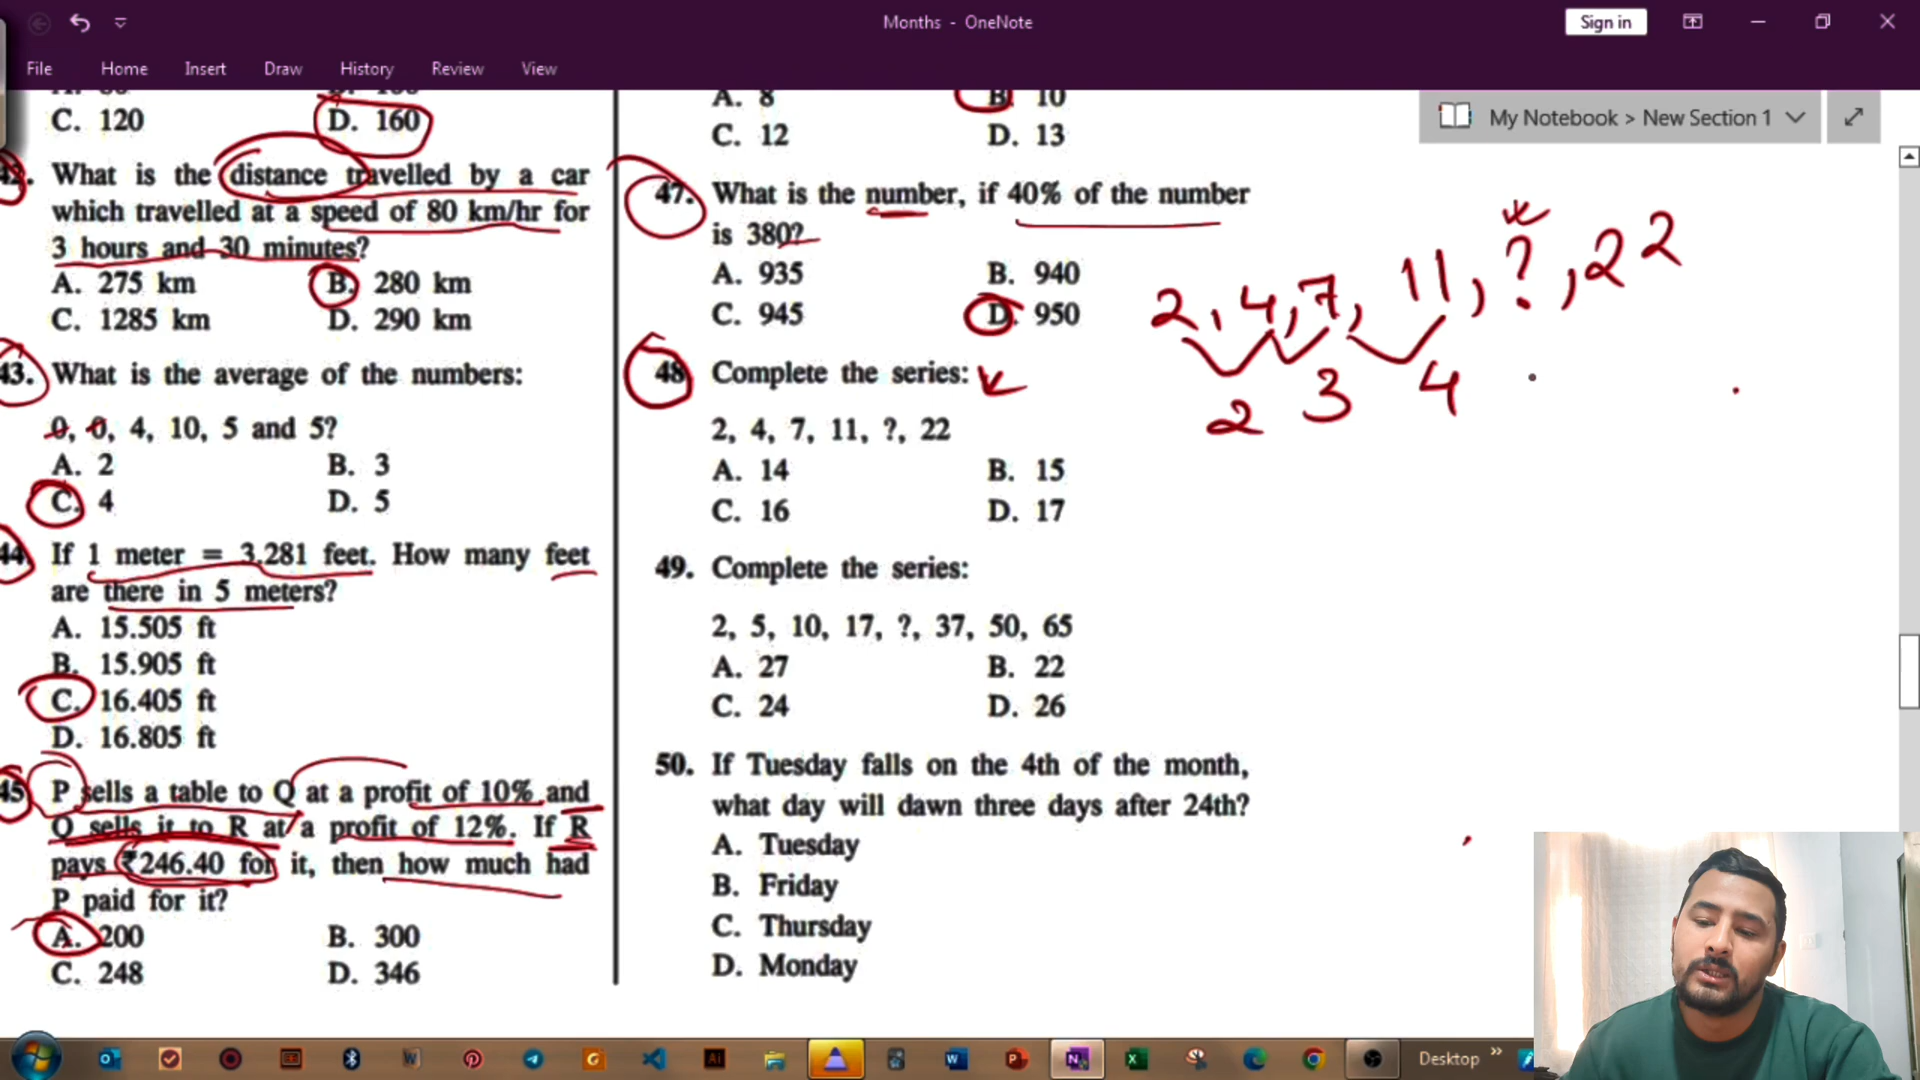 Months - OneNote
Sign in
File Home Insert Draw History Review View
My Notebook > New Section 1
C. 120 D. 160
42. What is the distance travelled by a car
which travelled at a speed of 80 km/hr for
3 hours and 30 minutes?
A. 275 km B. 280 km
C. 1285 km D. 290 km
43. What is the average of the numbers:
0, 0, 4, 10, 5 and 5?
A. 2 B. 3
C. 4 D. 5
44. If 1 meter = 3.281 feet. How many feet
are there in 5 meters?
A. 15.505 ft
B. 15.905 ft
C. 16.405 ft
D. 16.805 ft
45. P sells a table to Q at a profit of 10% and
Q sells it to R at a profit of 12%. If R
pays ₹246.40 for it, then how much had
P paid for it?
A. 200 B. 300
C. 248 D. 346
A. 8 B. 10
C. 12 D. 13
47. What is the number, if 40% of the number
is 380?
A. 935 B. 940
C. 945 D. 950
48. Complete the series:
2, 4, 7, 11, ?, 22
A. 14 B. 15
C. 16 D. 17
49. Complete the series:
2, 5, 10, 17, ?, 37, 50, 65
A. 27 B. 22
C. 24 D. 26
50. If Tuesday falls on the 4th of the month,
what day will dawn three days after 24th?
A. Tuesday
B. Friday
C. Thursday
D. Monday
2, 4, 7, 11, ?, 22
2 3 4
Desktop